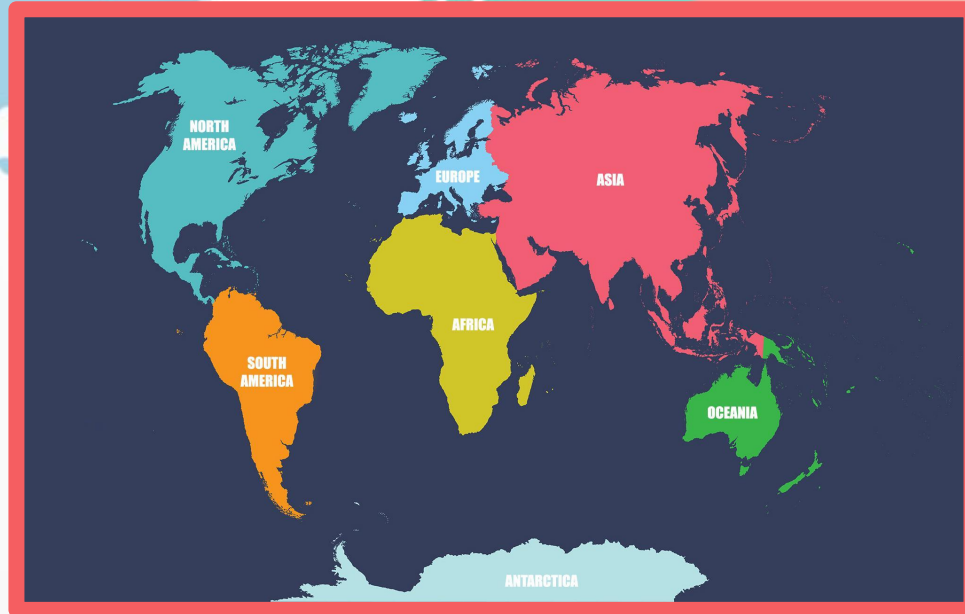 NORTH
AMERICA
EUROPE
ASIA
AFRICA
SOUTH
AMERICA
OCEANIA
ANTARCTICA